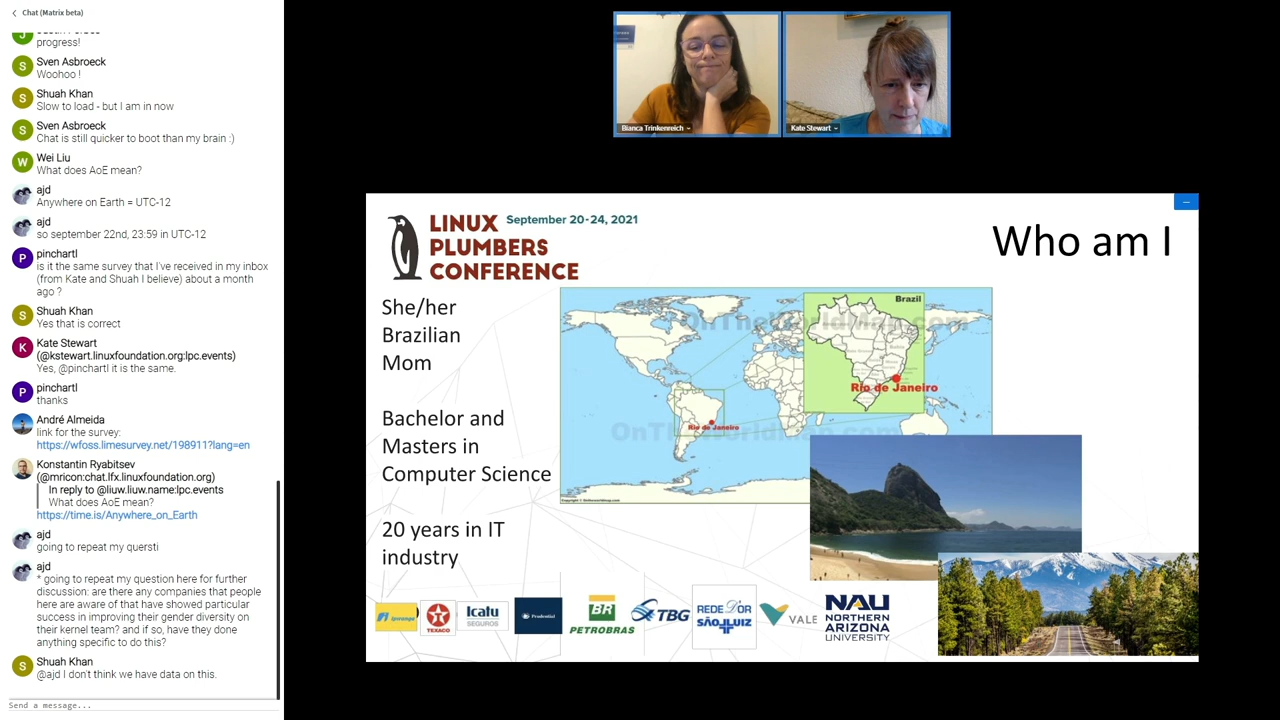 Chat (Matrix beta)
progress!
Sven Asbroeck
Woohoo !
Shuah Khan
Slow to load - but I am in now
Sven Asbroeck
Chat is still quicker to boot than my brain :)
Wei Liu
What does AoE mean?
ajd
Anywhere on Earth = UTC-12
ajd
so september 22nd, 23:59 in UTC-12
pinchartl
is it the same survey that I've received in my inbox
(from Kate and Shuah I believe) about a month
ago ?
Shuah Khan
Yes that is correct
Kate Stewart
(@kstewart.linuxfoundation.org:lpc.events)
Yes, @pinchartl it is the same.
pinchartl
thanks
André Almeida
link for the survey:
https://wfoss.limesurvey.net/198911?lang=en
Konstantin Ryabitsev
(@mricon:chat.lfx.linuxfoundation.org)
In reply to @liuw.liuw.name:lpc.events
What does AoE mean?
https://time.is/Anywhere_on_Earth
ajd
going to repeat my quersti
ajd
* going to repeat my question here for further
discussion: are there any companies that people
here are aware of that have showed particular
success in improving their gender diversity on
their kernel team? and if so, have they done
anything specific to do this?
Shuah Khan
@ajd I don't think we have data on this.
Send a message...
Bianca Trinkenreich
Kate Stewart
LINUX
PLUMBERS
CONFERENCE
September 20-24, 2021
Who am I
She/her
Brazilian
Mom
Bachelor and
Masters in
Computer Science
20 years in IT
industry
Brazil
Rio de Janeiro
Rio de Janeiro
OnTheWorldMap.com
OnTheWorldMap.com
Ipiranga
TEXACO
Icatu
SEGUROS
Prudential
BR
PETROBRAS
TBG
REDE D'OR
SÃO LUIZ
VALE
NAU
NORTHERN
ARIZONA
UNIVERSITY